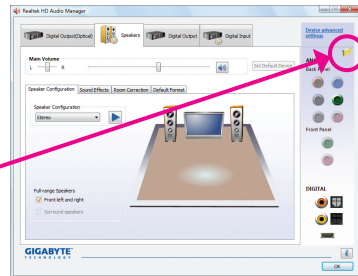 Realtek HD Audio Manager
Digital Output(Optical)
Speakers
Digital Output
Digital Input
Device advanced
settings
Main Volume
L
R
Set Default Device
ANA
Back Panel
Speaker Configuration
Sound Effects
Room Correction
Default Format
Speaker Configuration
Stereo
Front Panel
Full-range Speakers
Front left and right
Surround speakers
DIGITAL
GIGABYTE
TECHNOLOGY
i
OK